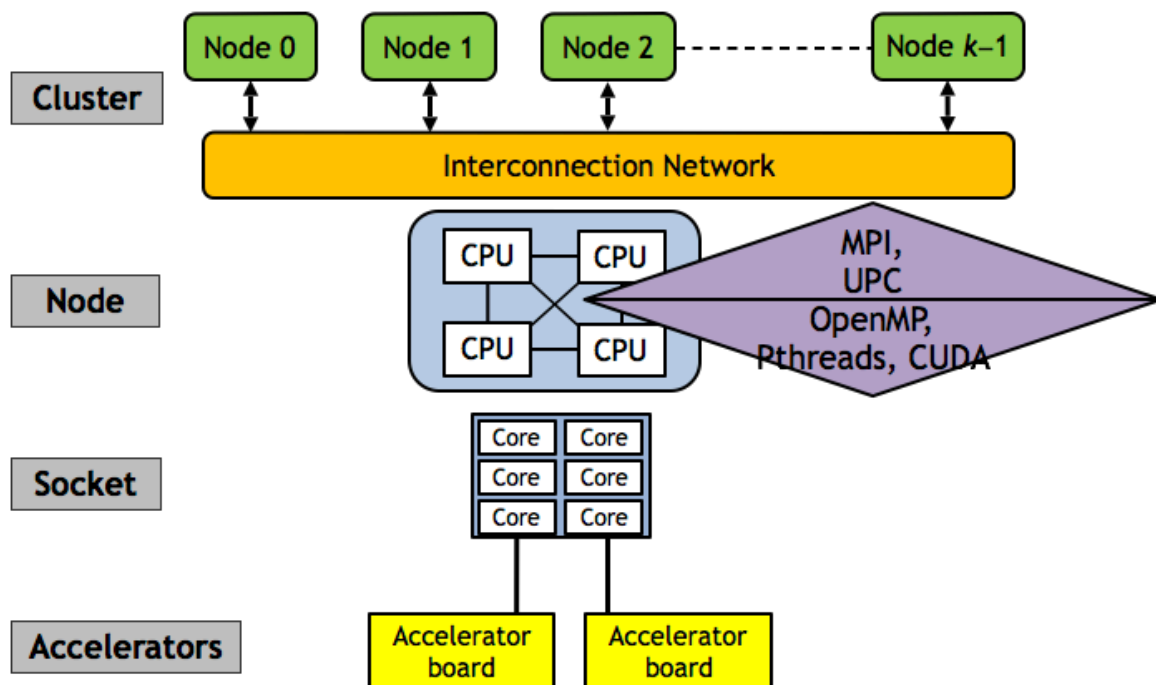 Node 0
Node 1
Node 2
Node k–1
Cluster
Interconnection Network
Node
CPU
CPU
CPU
CPU
MPI,
UPC
OpenMP,
Pthreads, CUDA
Socket
Core
Core
Core
Core
Core
Core
Accelerators
Accelerator
board
Accelerator
board